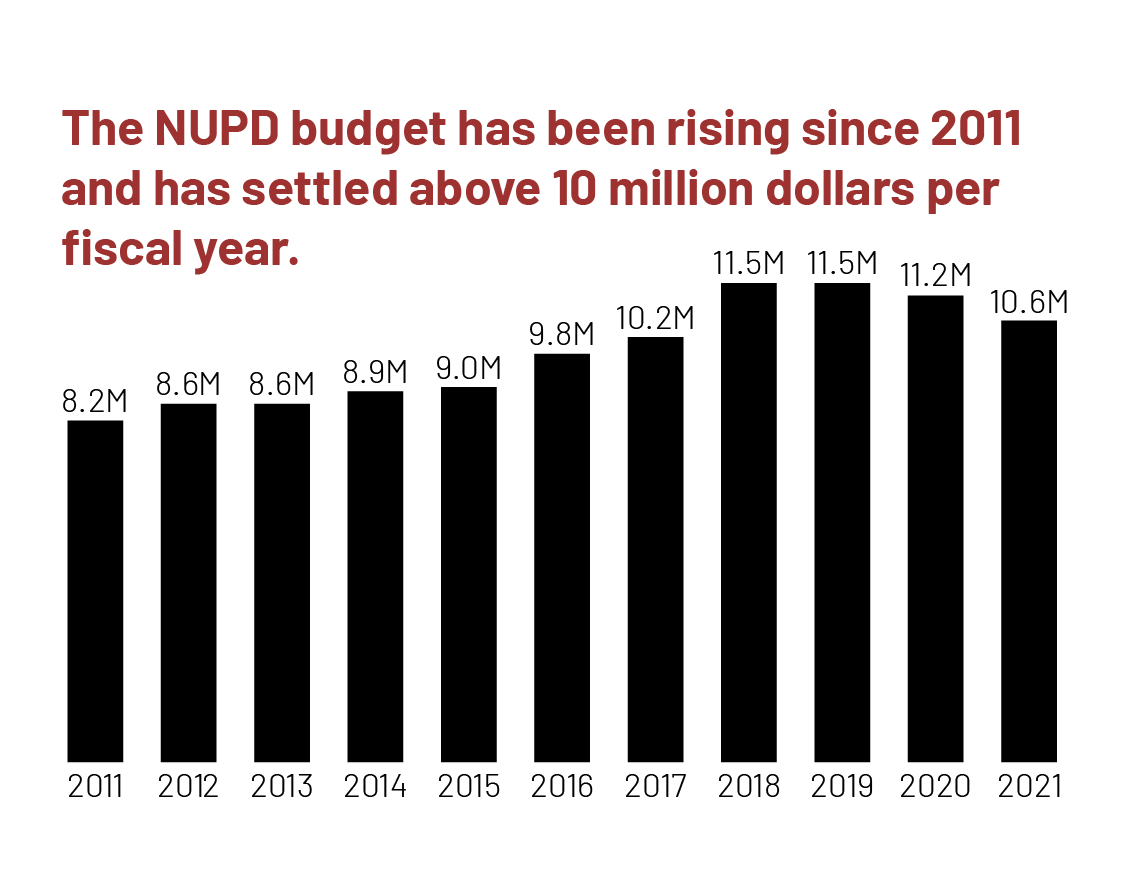 The NUPD budget has been rising since 2011
and has settled above 10 million dollars per
fiscal year.
8.2M
8.6M
8.6M
8.9M
9.0M
9.8M
10.2M
11.5M
11.5M
11.2M
10.6M
2011
2012
2013
2014
2015
2016
2017
2018
2019
2020
2021